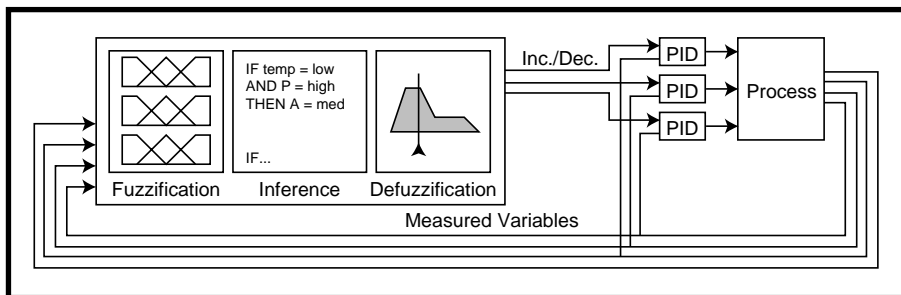 IF temp = low
AND P = high
THEN A = med
IF...
Fuzzification
Inference
Defuzzification
Inc./Dec.
PID
PID
PID
Process
Measured Variables